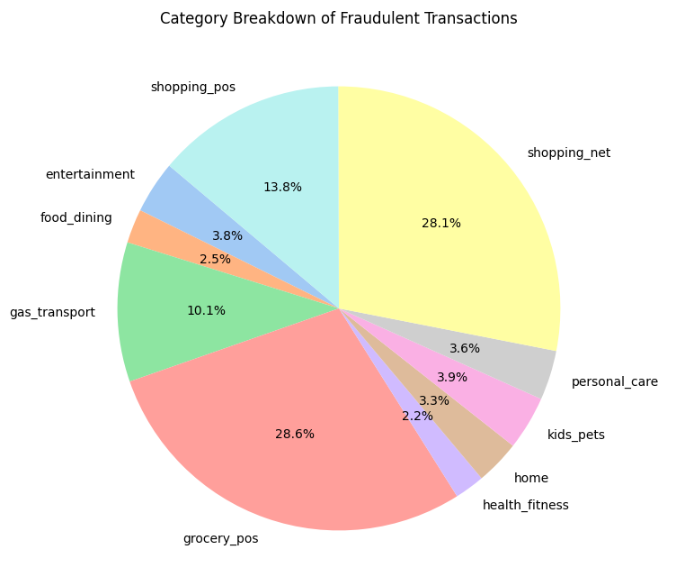 Category Breakdown of Fraudulent Transactions
shopping_pos
shopping_net
entertainment
13.8%
food_dining
28.1%
3.8%
2.5%
gas_transport
10.1%
3.6%
3.9%
personal_care
3.3%
2.2%
28.6%
kids_pets
home
health_fitness
grocery_pos